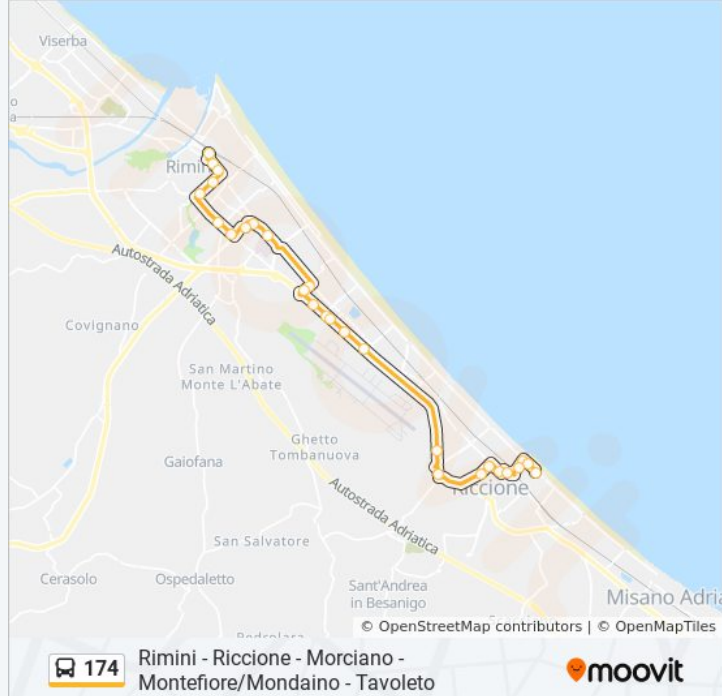 Viserba
Rimini
Autostrada Adriatica
Covignano
San Martino
Monte L'Abate
Ghetto
Tombanuova
Gaiofana
Riccione
Autostrada Adriatica
San Salvatore
Cerasolo
Ospedaletto
Sant'Andrea
in Besanigo
Misano Adria
© OpenStreetMap contributors | © OpenMapTiles
174
Rimini - Riccione - Morciano -
Montefiore/Mondaino - Tavoleto
moovit